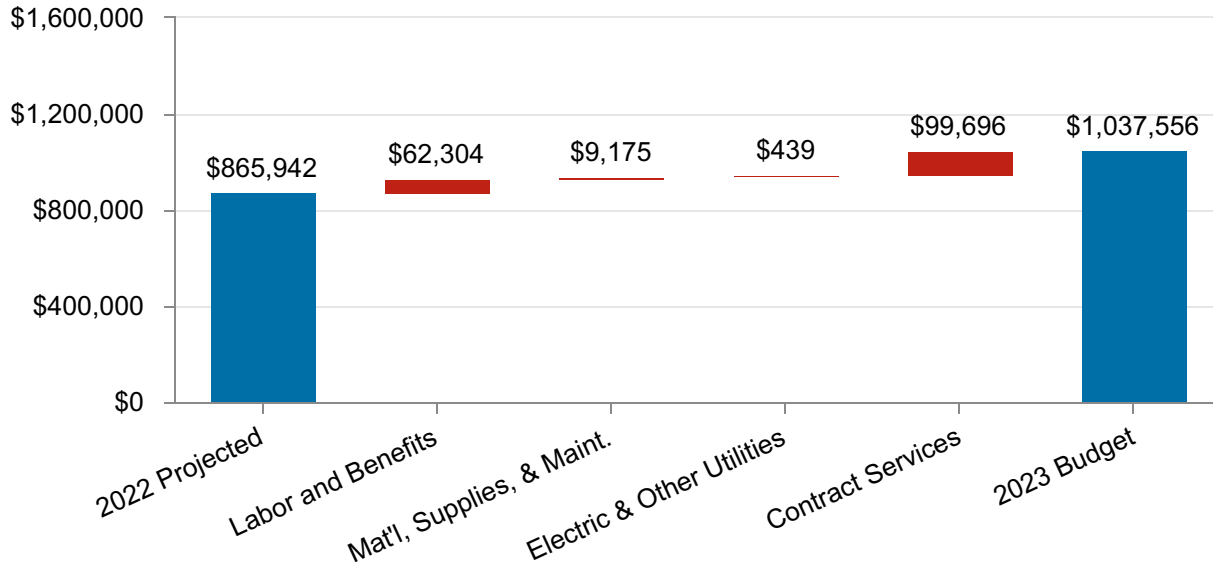 $1,600,000
$1,200,000
$800,000
$400,000
$0
$865,942
$62,304
$9,175
$439
$99,696
$1,037,556
2022 Projected
Labor and Benefits
Mat'l, Supplies, & Maint.
Electric & Other Utilities
Contract Services
2023 Budget